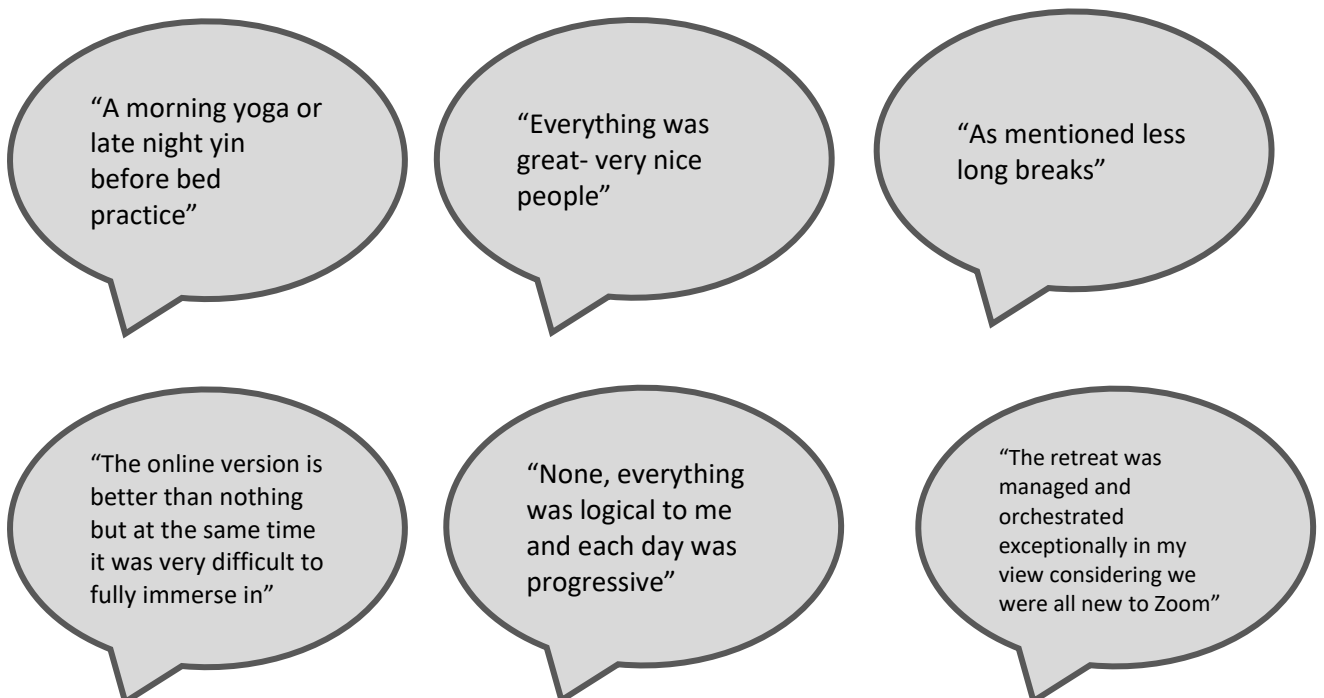 “A morning yoga or
late night yin
before bed
practice”
“Everything was
great- very nice
people”
“As mentioned less
long breaks”
“The online version is
better than nothing
but at the same time
it was very difficult to
fully immerse in”
“None, everything
was logical to me
and each day was
progressive”
“The retreat was
managed and
orchestrated
exceptionally in my
view considering we
were all new to Zoom”